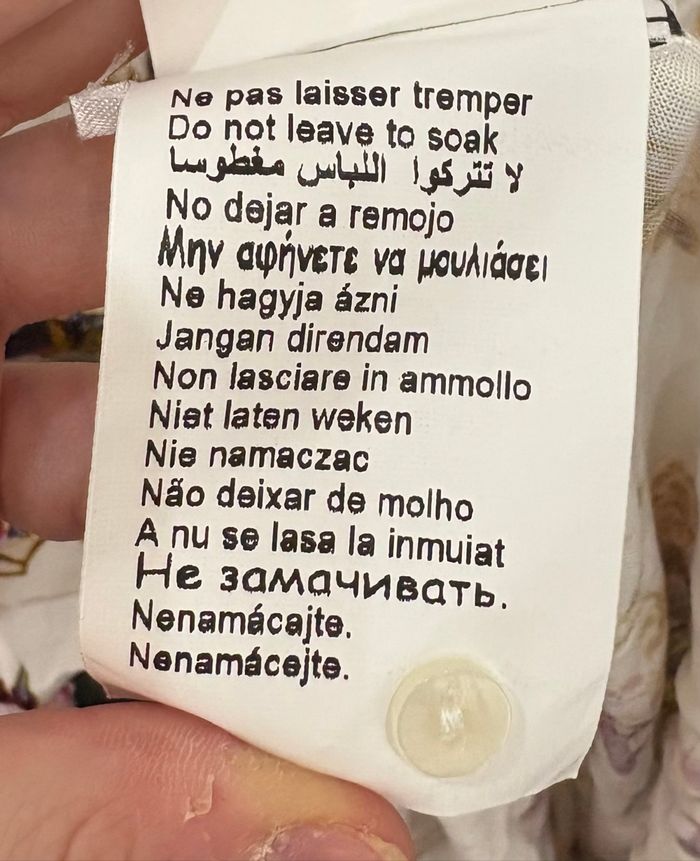 Ne pas laisser tremper
Do not leave to soak
لا تتركوا اللباس مغطوسا
No dejar a remojo
Μην αφήνετε να μουλιάσει
Ne hagyja ázni
Jangan direndam
Non lasciare in ammollo
Niet laten weken
Nie namaczac
Não deixar de molho
A nu se lasa la inmuiat
Не замачивать.
Nenamácajte.
Nenamácejte.